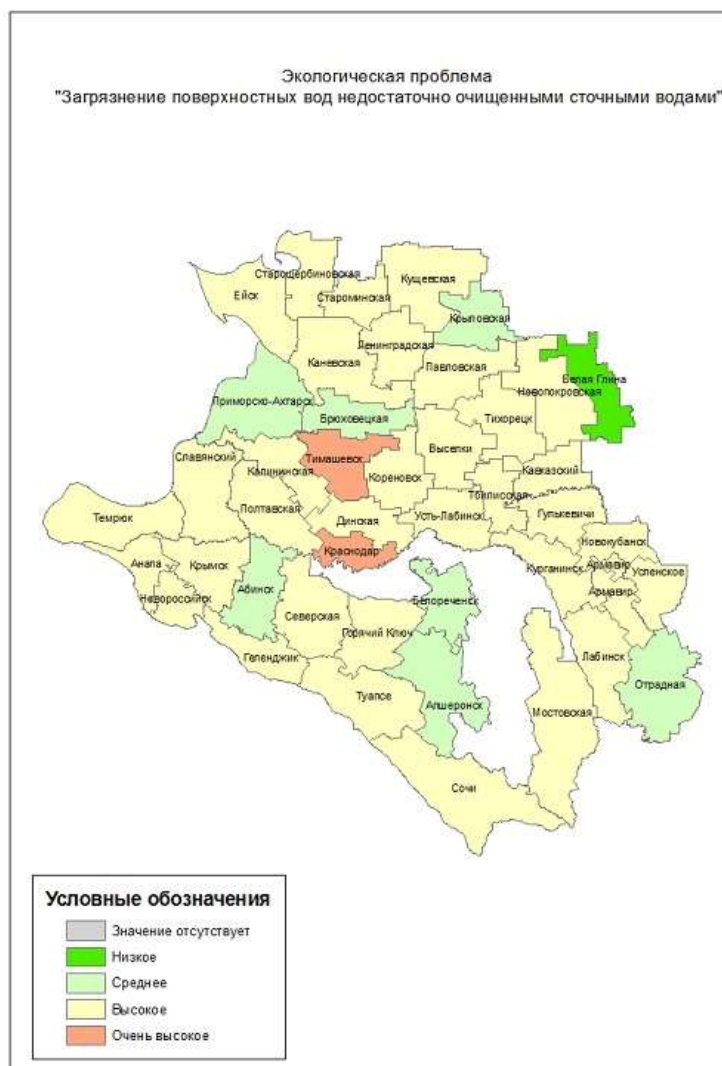 Экологическая проблема
"Загрязнение поверхностных вод недостаточно очищенными сточными водами"
Старощербиновская
Кущевская
Ейск
Староминская
Крыловская
Ленинградская
Каневская
Павловская
Белая Глина
Новопокровская
Приморско-Ахтарск
Брюховецкая
Тихорецк
Выселки
Тимашевск
Славянский
Калининская
Кореновск
Кавказский
Тбилисская
Полтавская
Гулькевичи
Темрюк
Динская
Усть-Лабинск
Новокубанск
Краснодар
Анапа
Крымск
Курганинск
Армавир
Успенское
Абинск
Белореченск
Армавир
Новороссийск
Северская
Горячий Ключ
Геленджик
Лабинск
Отрадная
Туапсе
Апшеронск
Мостовская
Сочи
Условные обозначения
Значение отсутствует
Низкое
Среднее
Высокое
Очень высокое